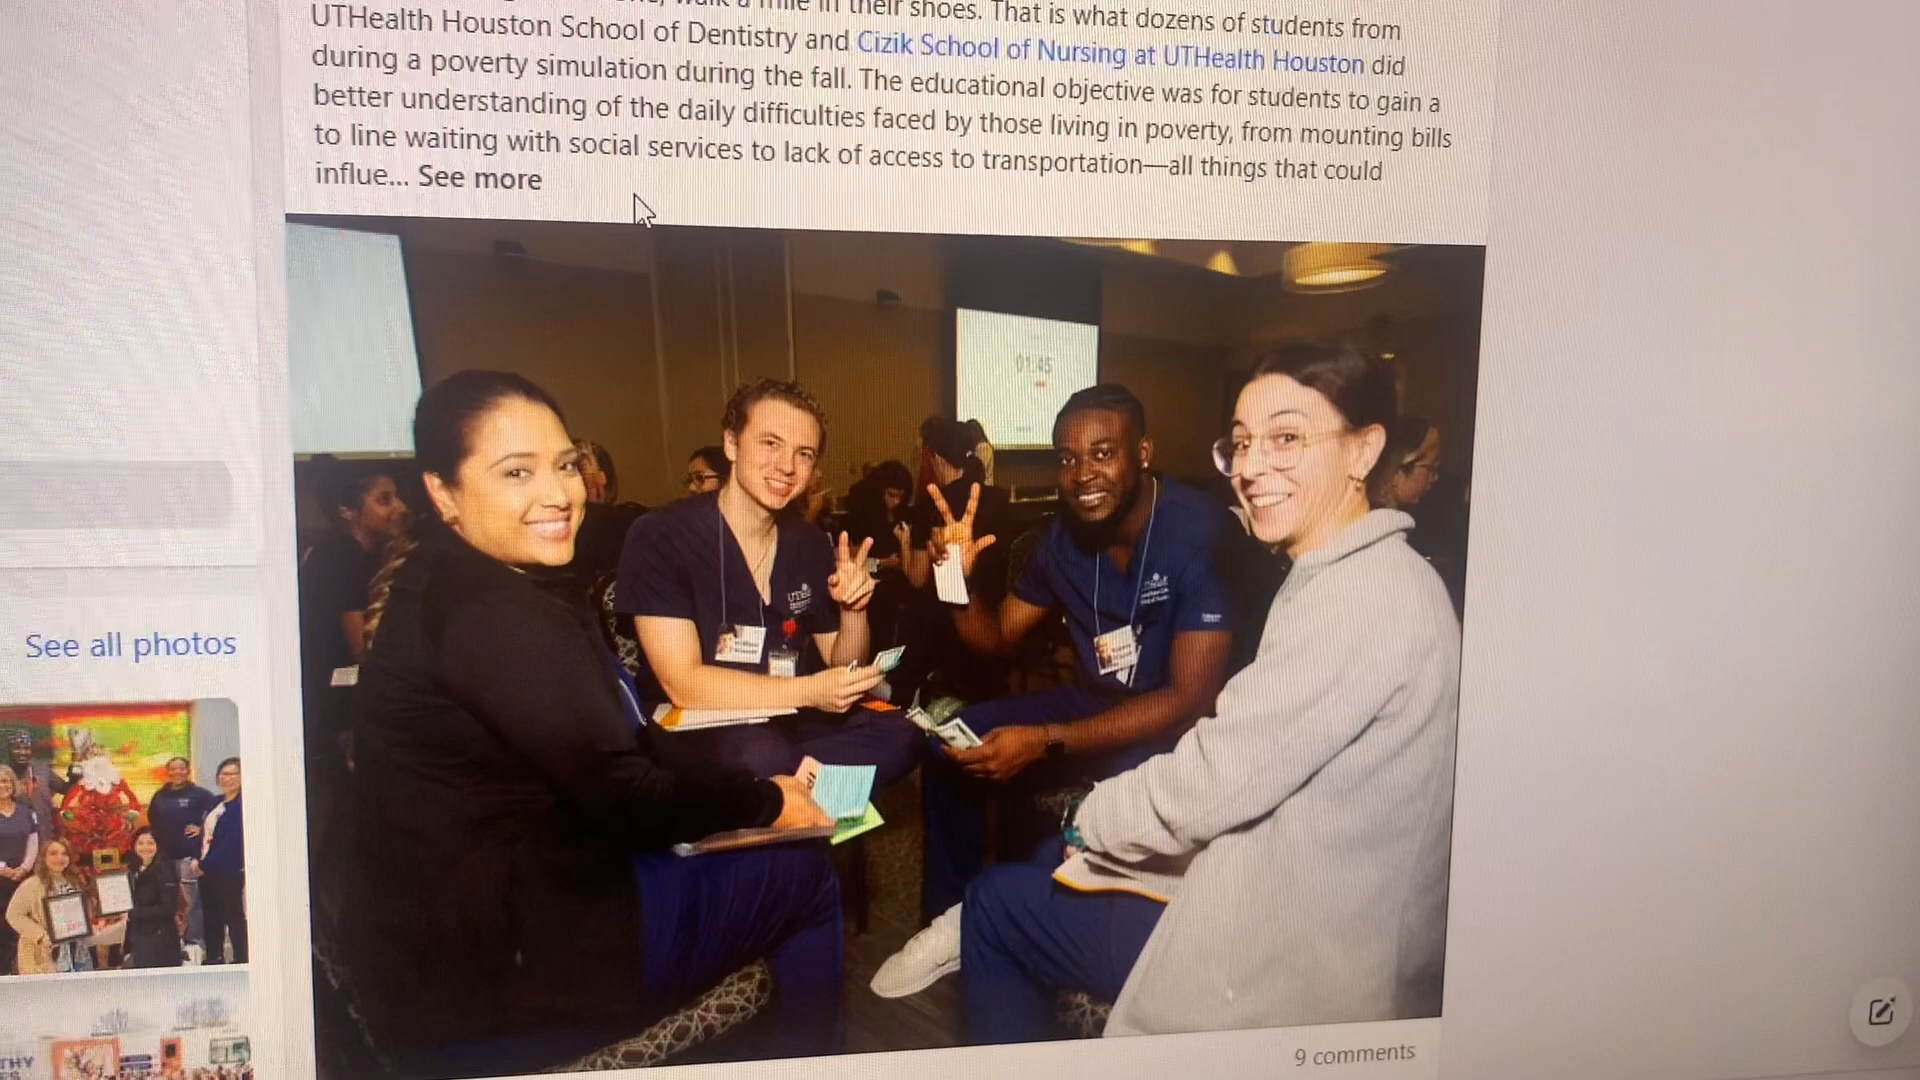 a mile in their shoes. That is what dozens of students from
UTHealth Houston School of Dentistry and Cizik School of Nursing at UTHealth Houston did
during a poverty simulation during the fall. The educational objective was for students to gain a
better understanding of the daily difficulties faced by those living in poverty, from mounting bills
to line waiting with social services to lack of access to transportation—all things that could
influe... See more
01:45
See all photos
9 comments